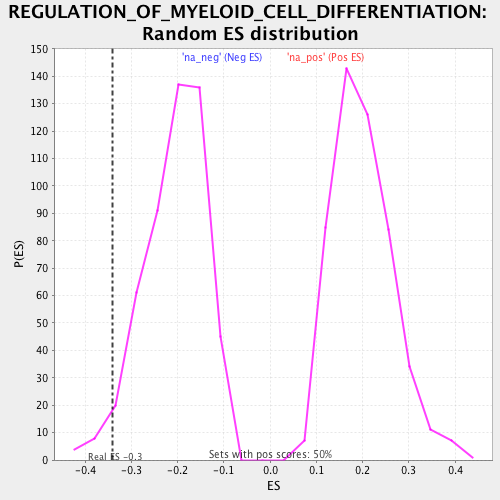 REGULATION_OF_MYELOID_CELL_DIFFERENTIATION:
Random ES distribution
'na_neg' (Neg ES) 'na_pos' (Pos ES)
150
140
130
120
110
100
90
80
70
60
50
40
30
20
10
0
P(ES)
Real ES -0.3
Sets with pos scores: 50%
-0.4 -0.3 -0.2 -0.1 0.0 0.1 0.2 0.3 0.4
ES